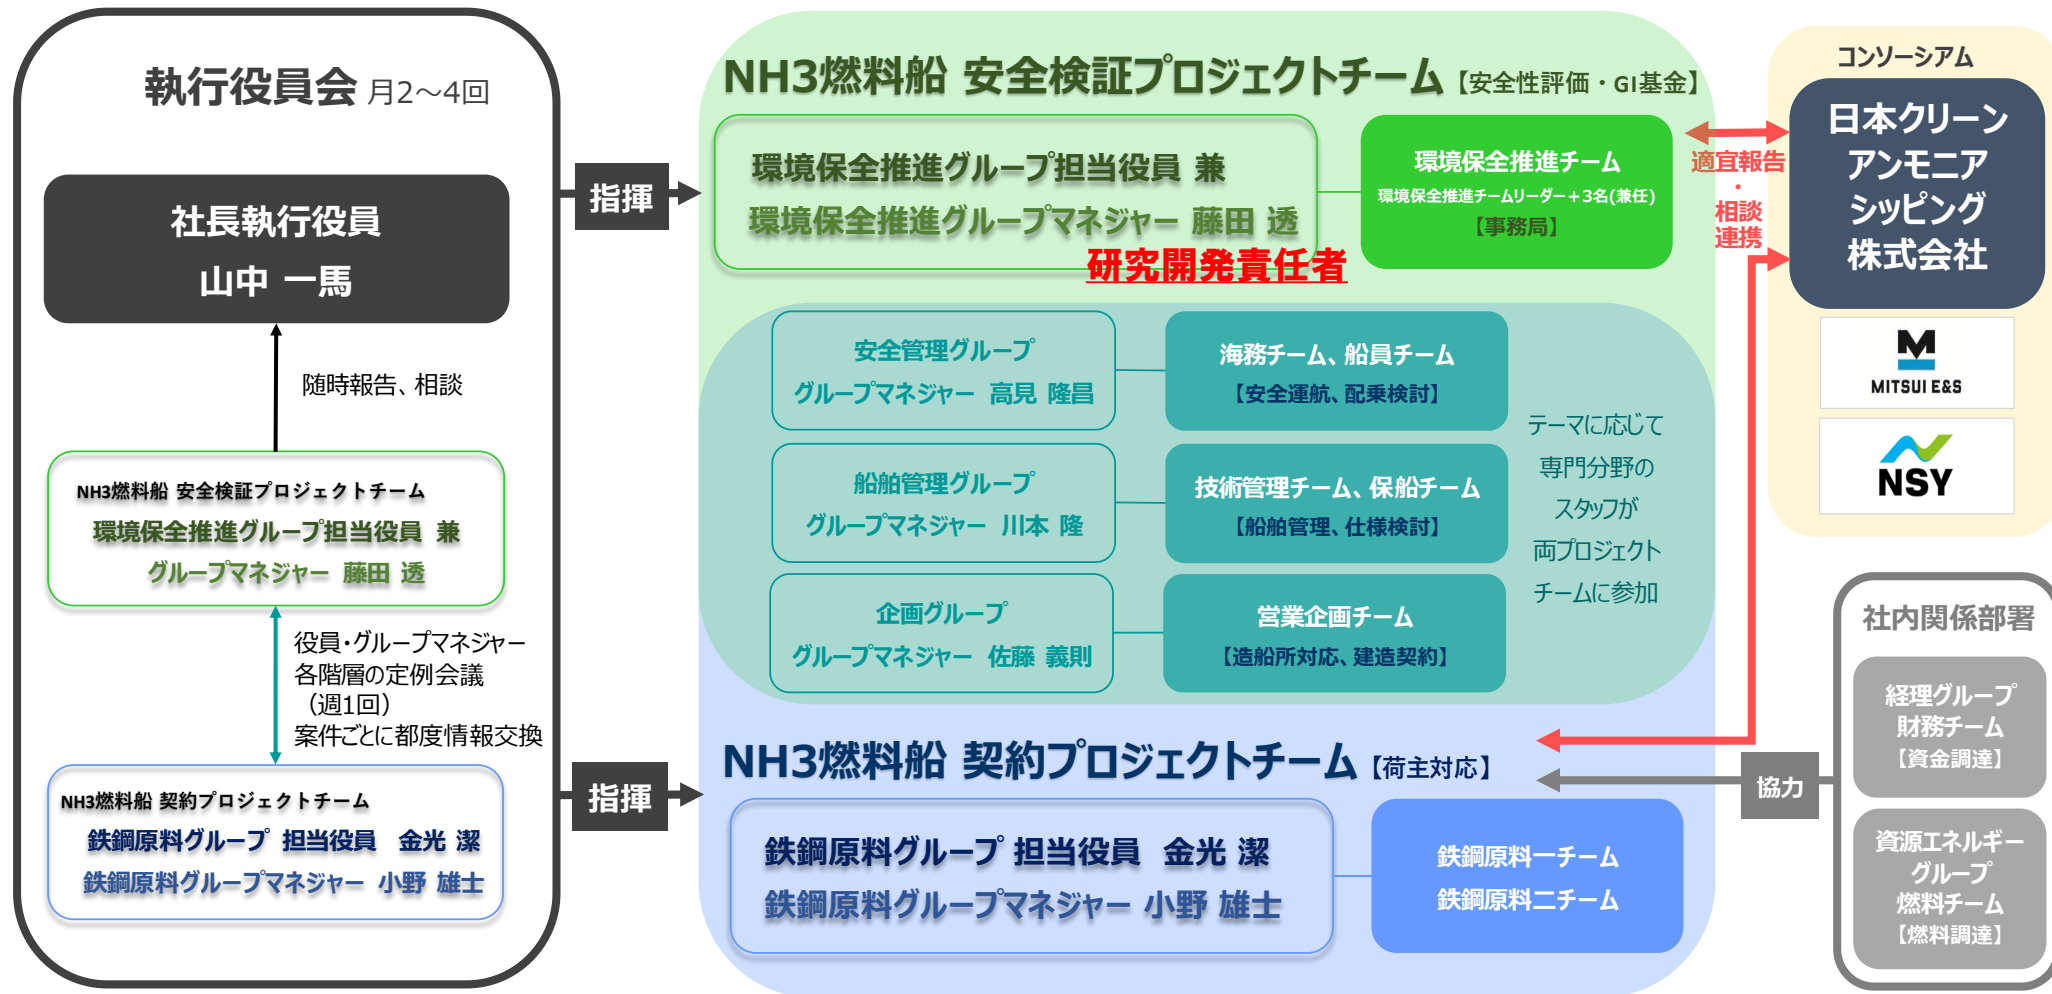 執行役員会 月2～4回
社長執行役員
山中 一馬
随時報告、相談
NH3燃料船 安全検証プロジェクトチーム
環境保全推進グループ担当役員 兼
グループマネジャー 藤田 透
役員・グループマネジャー
各階層の定例会議
（週1回）
案件ごとに都度情報交換
NH3燃料船 契約プロジェクトチーム
鉄鋼原料グループ 担当役員 金光 潔
鉄鋼原料グループマネジャー 小野 雄士
指揮
指揮
NH3燃料船 安全検証プロジェクトチーム【安全性評価・GI基金】
環境保全推進グループ担当役員 兼
環境保全推進グループマネジャー 藤田 透
研究開発責任者
環境保全推進チーム
環境保全推進チームリーダー＋3名(兼任)
【事務局】
安全管理グループ
グループマネジャー 高見 隆昌
海務チーム、船員チーム
【安全運航、配乗検討】
船舶管理グループ
グループマネジャー 川本 隆
技術管理チーム、保船チーム
【船舶管理、仕様検討】
企画グループ
グループマネジャー 佐藤 義則
営業企画チーム
【造船所対応、建造契約】
テーマに応じて
専門分野の
スタッフが
両プロジェクト
チームに参加
NH3燃料船 契約プロジェクトチーム【荷主対応】
鉄鋼原料グループ 担当役員 金光 潔
鉄鋼原料グループマネジャー 小野 雄士
鉄鋼原料一チーム
鉄鋼原料二チーム
適宜報告
・
相談
連携
コンソーシアム
日本クリーン
アンモニア
シッピング
株式会社
MITSUI E&S
NSY
協力
社内関係部署
経理グループ
財務チーム
【資金調達】
資源エネルギー
グループ
燃料チーム
【燃料調達】